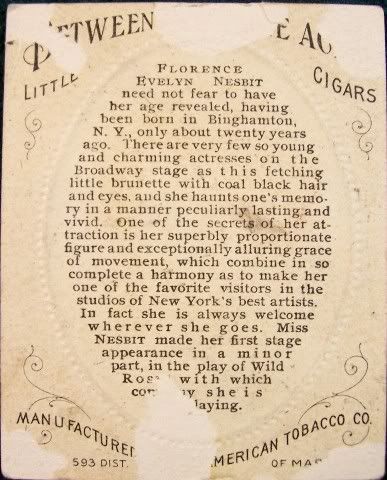 BETWEEN E AC
LITTLE CIGARS
FLORENCE
EVELYN NESBIT
need not fear to have
her age revealed, having
been born in Binghamton,
N. Y., only about twenty years
ago. There are very few so young
and charming actresses on the
Broadway stage as this fetching
little brunette with coal black hair
and eyes, and she haunts one's memo-
ry in a manner peculiarly lasting and
vivid. One of the secrets of her at-
traction is her superbly proportionate
figure and exceptionally alluring grace
of movement, which combine in so
complete a harmony as to make her
one of the favorite visitors in the
studios of New York's best artists.
In fact she is always welcome
wherever she goes. Miss
NESBIT made her first stage
appearance in a minor
part, in the play of Wild
Ros with which
she is
laying.
MANUFACTURE MERICAN TOBACCO CO.
593 DIST. OF MAR